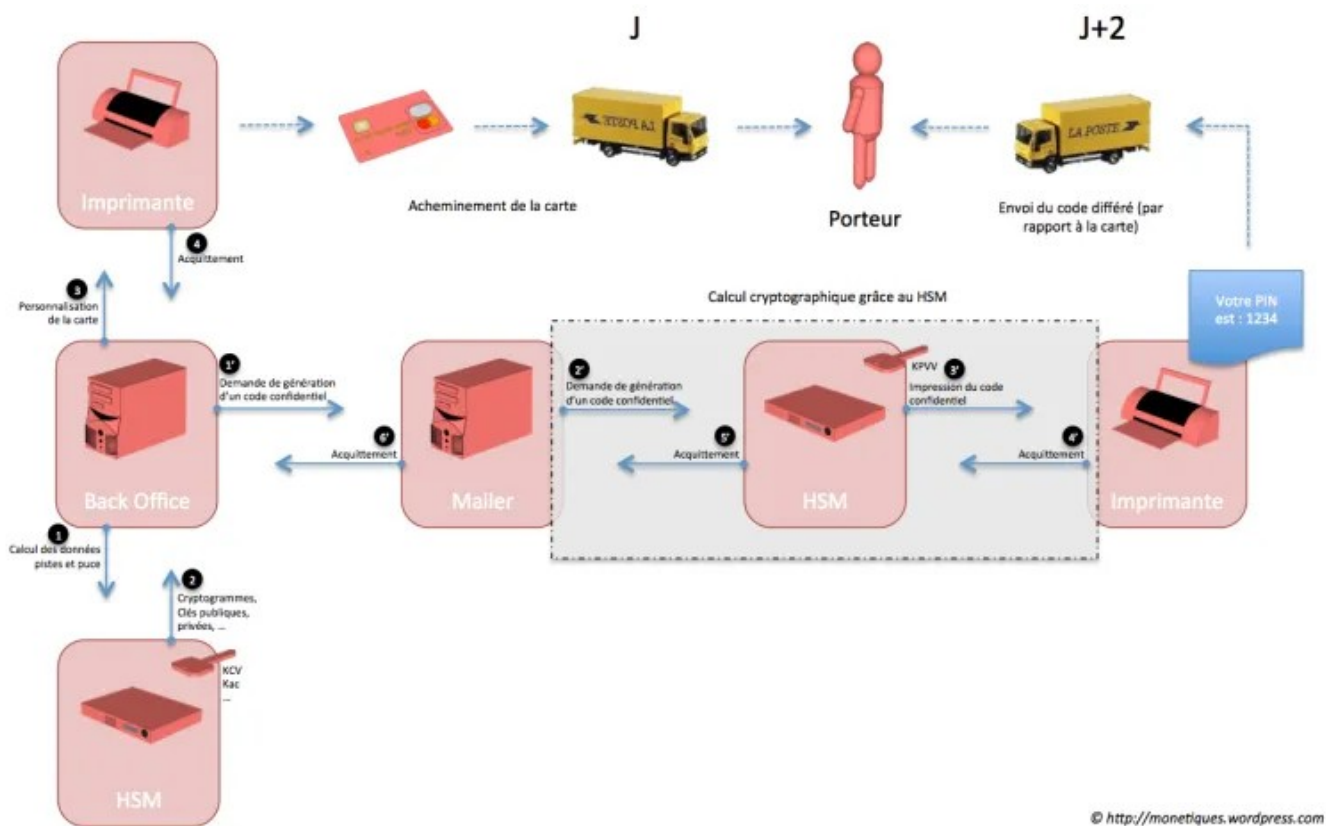 J
J+2
LA POSTE
LA POSTE
Imprimante
Acheminement de la carte
Porteur
Envoi du code différé (par
rapport à la carte)
4
Acquittement
3
Personnalisation
de la carte
Calcul cryptographique grâce au HSM
Votre PIN
est : 1234
1'
Demande de génération
d'un code confidentiel
2'
Demande de génération
d'un code confidentiel
KPVV
3'
Impression du code
confidentiel
6'
Acquittement
5'
Acquittement
4'
Acquittement
Back Office
Mailer
HSM
Imprimante
1
Calcul des données
pistes et puce
2
Cryptogrammes,
Clés publiques,
privées, ...
KCV
Kac
...
HSM
© http://monetiques.wordpress.com